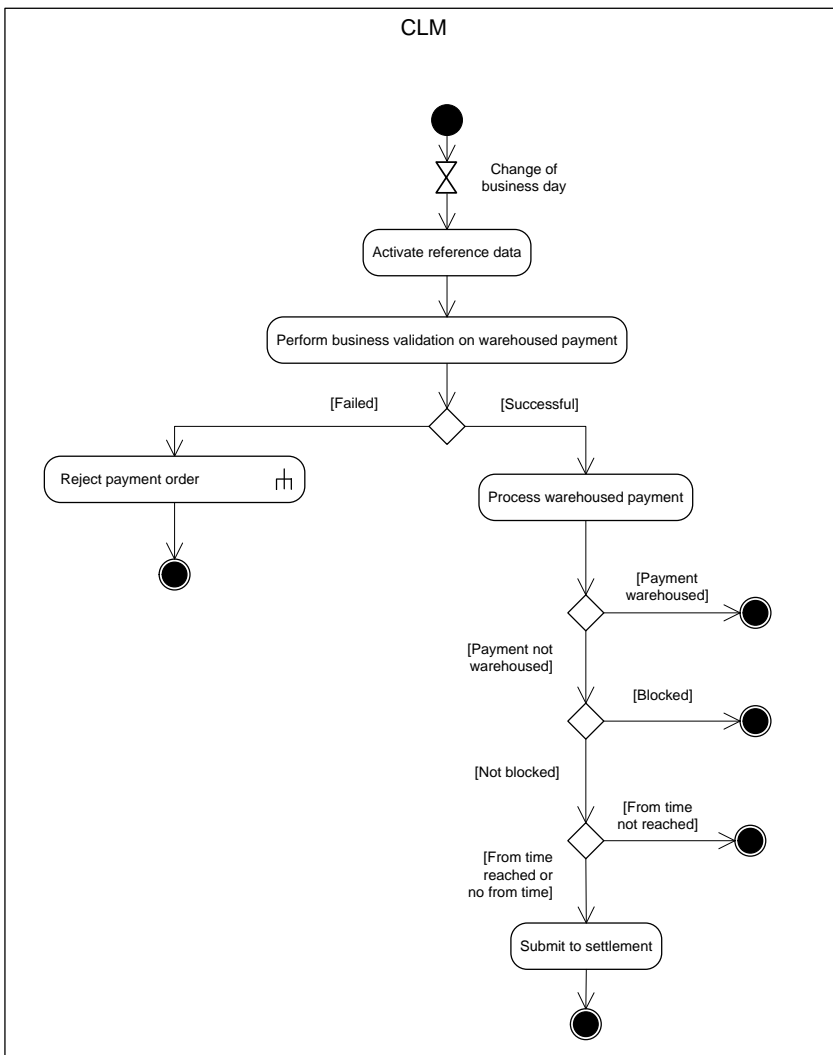 CLM
Change of
business day
Activate reference data
Perform business validation on warehoused payment
[Failed]
[Successful]
Reject payment order
Process warehoused payment
[Payment
warehoused]
[Payment not
warehoused]
[Blocked]
[Not blocked]
[From time
not reached]
[From time
reached or
no from time]
Submit to settlement